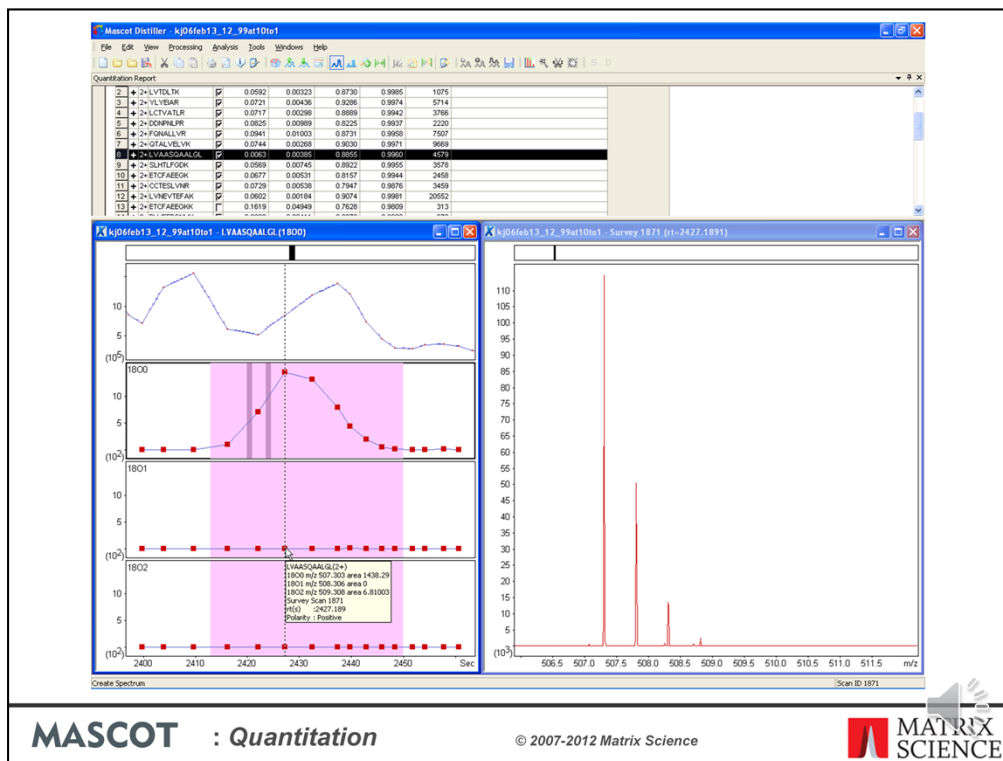 Mascot Distiller - kj06feb13_12_99at10to1
File Edit View Processing Analysis Tools Windows Help
Quantitation Report
2 + 2+ LVTDLTK 0.0592 0.00323 0.8730 0.9985 1075
3 + 2+ YLYEIAR 0.0721 0.00436 0.9286 0.9974 5714
4 + 2+ LCTVATLR 0.0717 0.00298 0.8889 0.9942 3766
5 + 2+ DDNPNLPR 0.0825 0.00989 0.8225 0.9937 2220
6 + 2+ FQNALLVR 0.0941 0.01003 0.8731 0.9958 7507
7 + 2+ QTALVELVK 0.0744 0.00268 0.9030 0.9971 9669
8 + 2+ LVAASQAALGL 0.0063 0.00385 0.8855 0.9960 4579
9 + 2+ SLHTLFGDK 0.0569 0.00745 0.8922 0.9955 3578
10 + 2+ ETCFAEEGK 0.0677 0.00531 0.8157 0.9944 2458
11 + 2+ CCTESLVNR 0.0729 0.00538 0.7947 0.9876 3459
12 + 2+ LVNEVTEFAK 0.0602 0.00184 0.9074 0.9981 20552
13 + 2+ ETCFAEEGKK 0.1619 0.04949 0.7628 0.9809 313
kj06feb13_12_99at10to1 - LVAASQAALGL(1800)
10
5
(10⁶)
18O0
10
5
(10²)
18O1
10
5
(10²)
18O2
10
5
(10²)
LVAASQAALGL(2+)
18O0 m/z 507.303 area 1438.29
18O1 m/z 508.306 area 0
18O2 m/z 509.308 area 6.81003
Survey Scan 1871
rt(s) :2427.189
Polarity : Positive
2400 2410 2420 2430 2440 2450 Sec
kj06feb13_12_99at10to1 - Survey 1871 (rt=2427.1891)
110
105
100
95
90
85
80
75
70
65
60
55
50
45
40
35
30
25
20
15
10
5
(10³)
506.5 507.0 507.5 508.0 508.5 509.0 509.5 510.0 510.5 511.0 511.5 m/z
Create Spectrum
Scan ID 1871
MASCOT : Quantitation
© 2007-2012 Matrix Science
MATRIX
SCIENCE